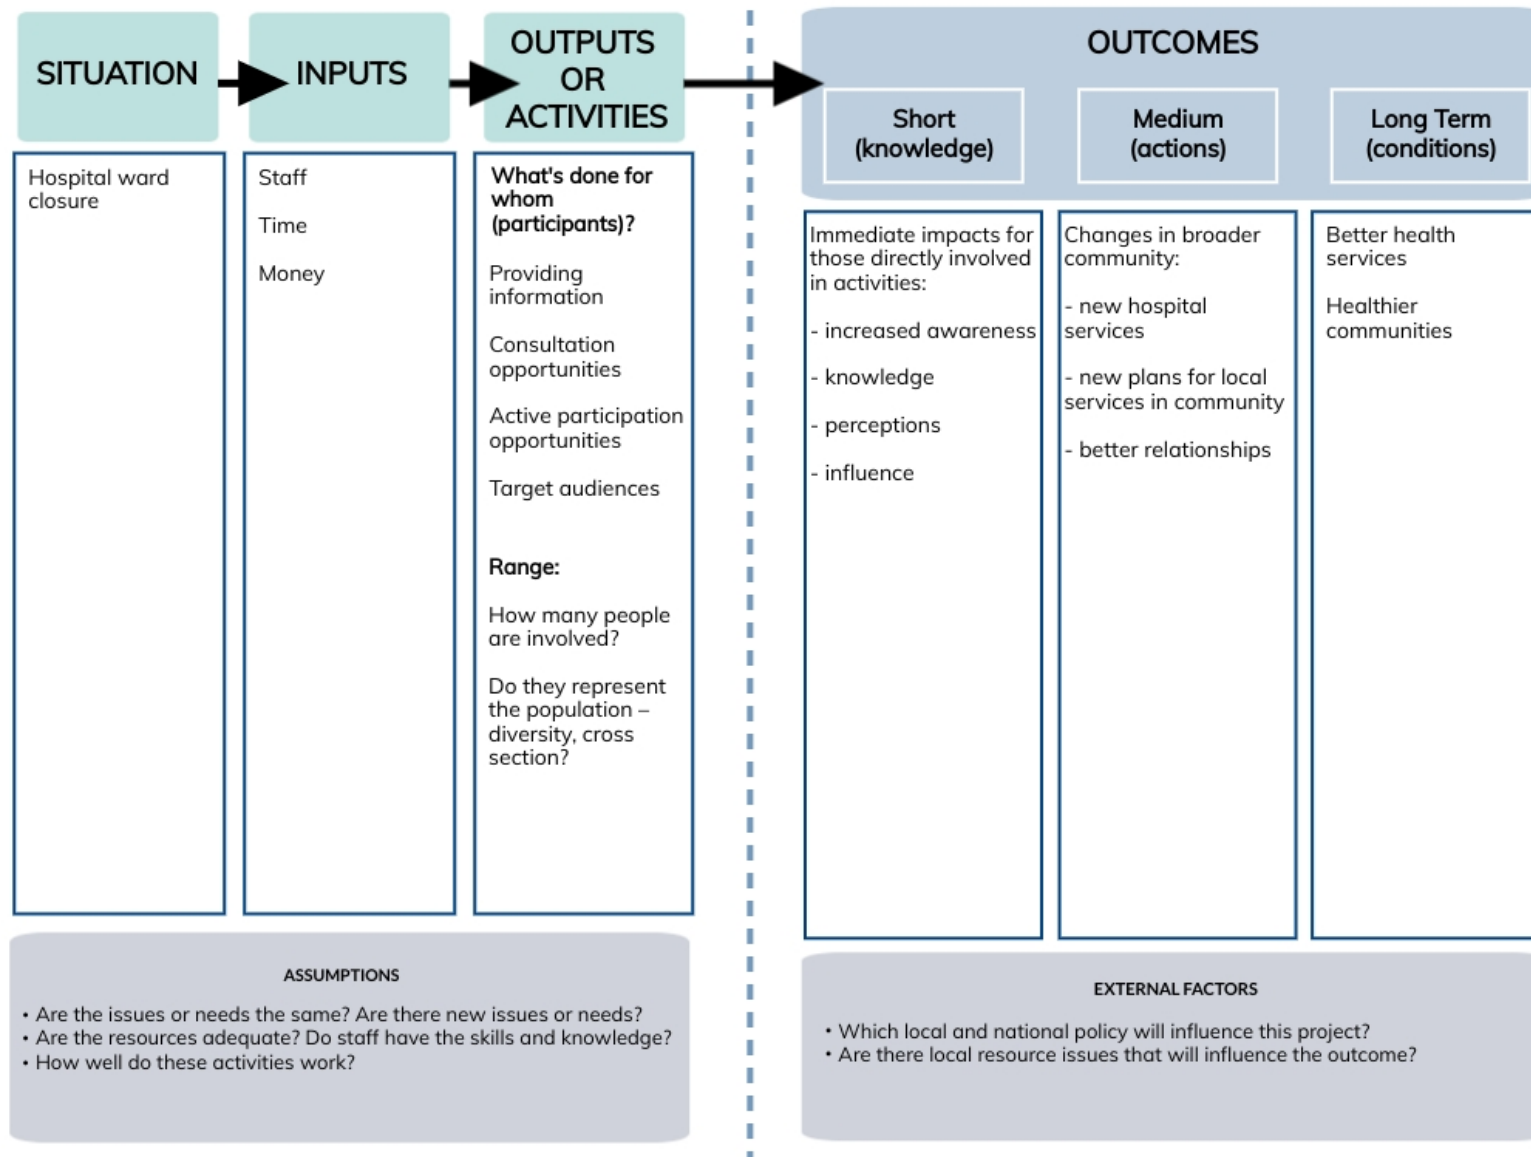 SITUATION
INPUTS
OUTPUTS
OR
ACTIVITIES
OUTCOMES
Short
(knowledge)
Medium
(actions)
Long Term
(conditions)
Hospital ward
closure
Staff
Time
Money
What's done for
whom
(participants)?
Providing
information
Consultation
opportunities
Active participation
opportunities
Target audiences
Range:
How many people
are involved?
Do they represent
the population –
diversity, cross
section?
Immediate impacts for
those directly involved
in activities:
- increased awareness
- knowledge
- perceptions
- influence
Changes in broader
community:
- new hospital
services
- new plans for local
services in community
- better relationships
Better health
services
Healthier
communities
ASSUMPTIONS
• Are the issues or needs the same? Are there new issues or needs?
• Are the resources adequate? Do staff have the skills and knowledge?
• How well do these activities work?
EXTERNAL FACTORS
• Which local and national policy will influence this project?
• Are there local resource issues that will influence the outcome?